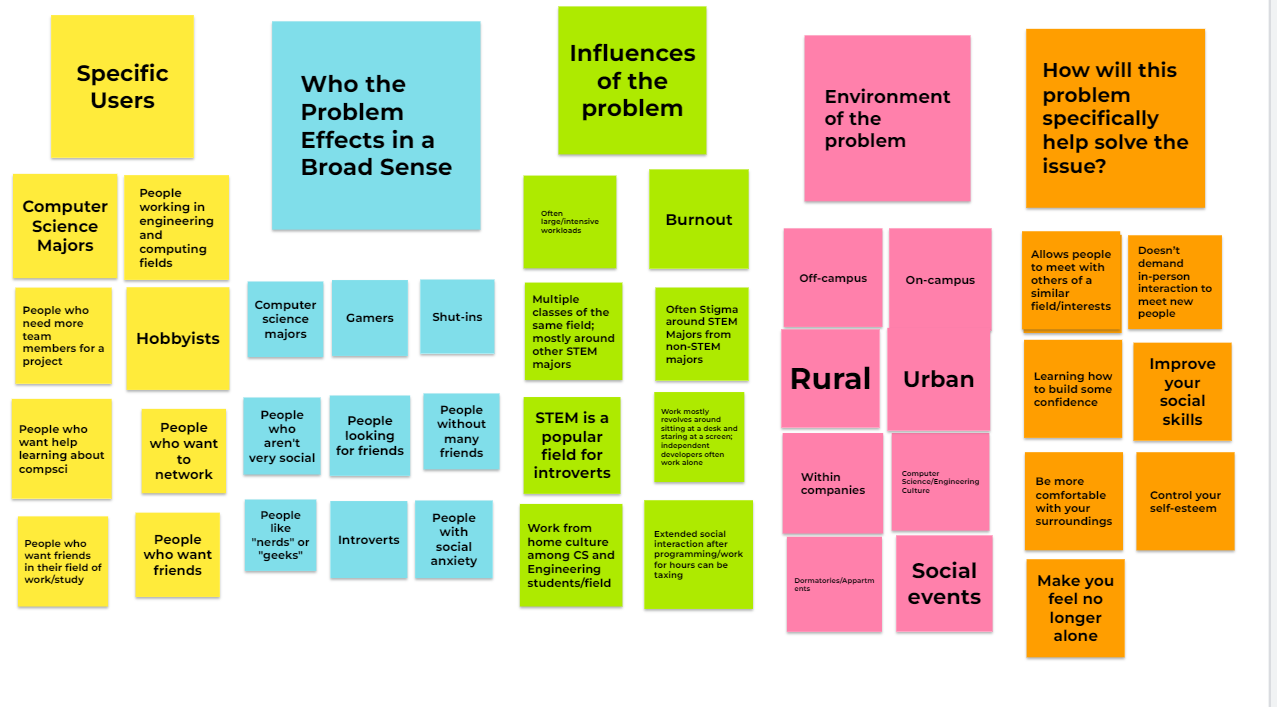 Specific
Users
Computer
Science
Majors
People
working in
engineering
and
computing
fields
People who
need more
team
members for a
project
Hobbyists
People who
want help
learning about
compsci
People
who want
to
network
People who
want friends
in their field of
work/study
People
who want
friends
Who the
Problem
Effects in a
Broad Sense
Computer
science
majors
Gamers
Shut-ins
People
who
aren't
very social
People
looking
for friends
People
without
many
friends
People
like
"nerds" or
"geeks"
Introverts
People
with
social
anxiety
Influences
of the
problem
Often
large/intensive
workloads
Burnout
Multiple
classes of the
same field;
mostly around
other STEM
majors
Often Stigma
around STEM
Majors from
non-STEM
majors
STEM is a
popular
field for
introverts
Work mostly
revolves around
sitting at a desk and
staring at a screen;
independent
developers often
work alone
Work from
home culture
among CS and
Engineering
students/field
Extended social
interaction after
programming/work
for hours can be
taxing
Environment
of the
problem
Off-campus
On-campus
Rural
Urban
Within
companies
Computer
Science/Engineering
Culture
Dormatories/Appartm
ents
Social
events
How will this
problem
specifically
help solve the
issue?
Allows people
to meet with
others of a
similar
field/interests
Doesn't
demand
in-person
interaction to
meet new
people
Learning how
to build some
confidence
Improve
your
social
skills
Be more
comfortable
with your
surroundings
Control your
self-esteem
Make you
feel no
longer
alone